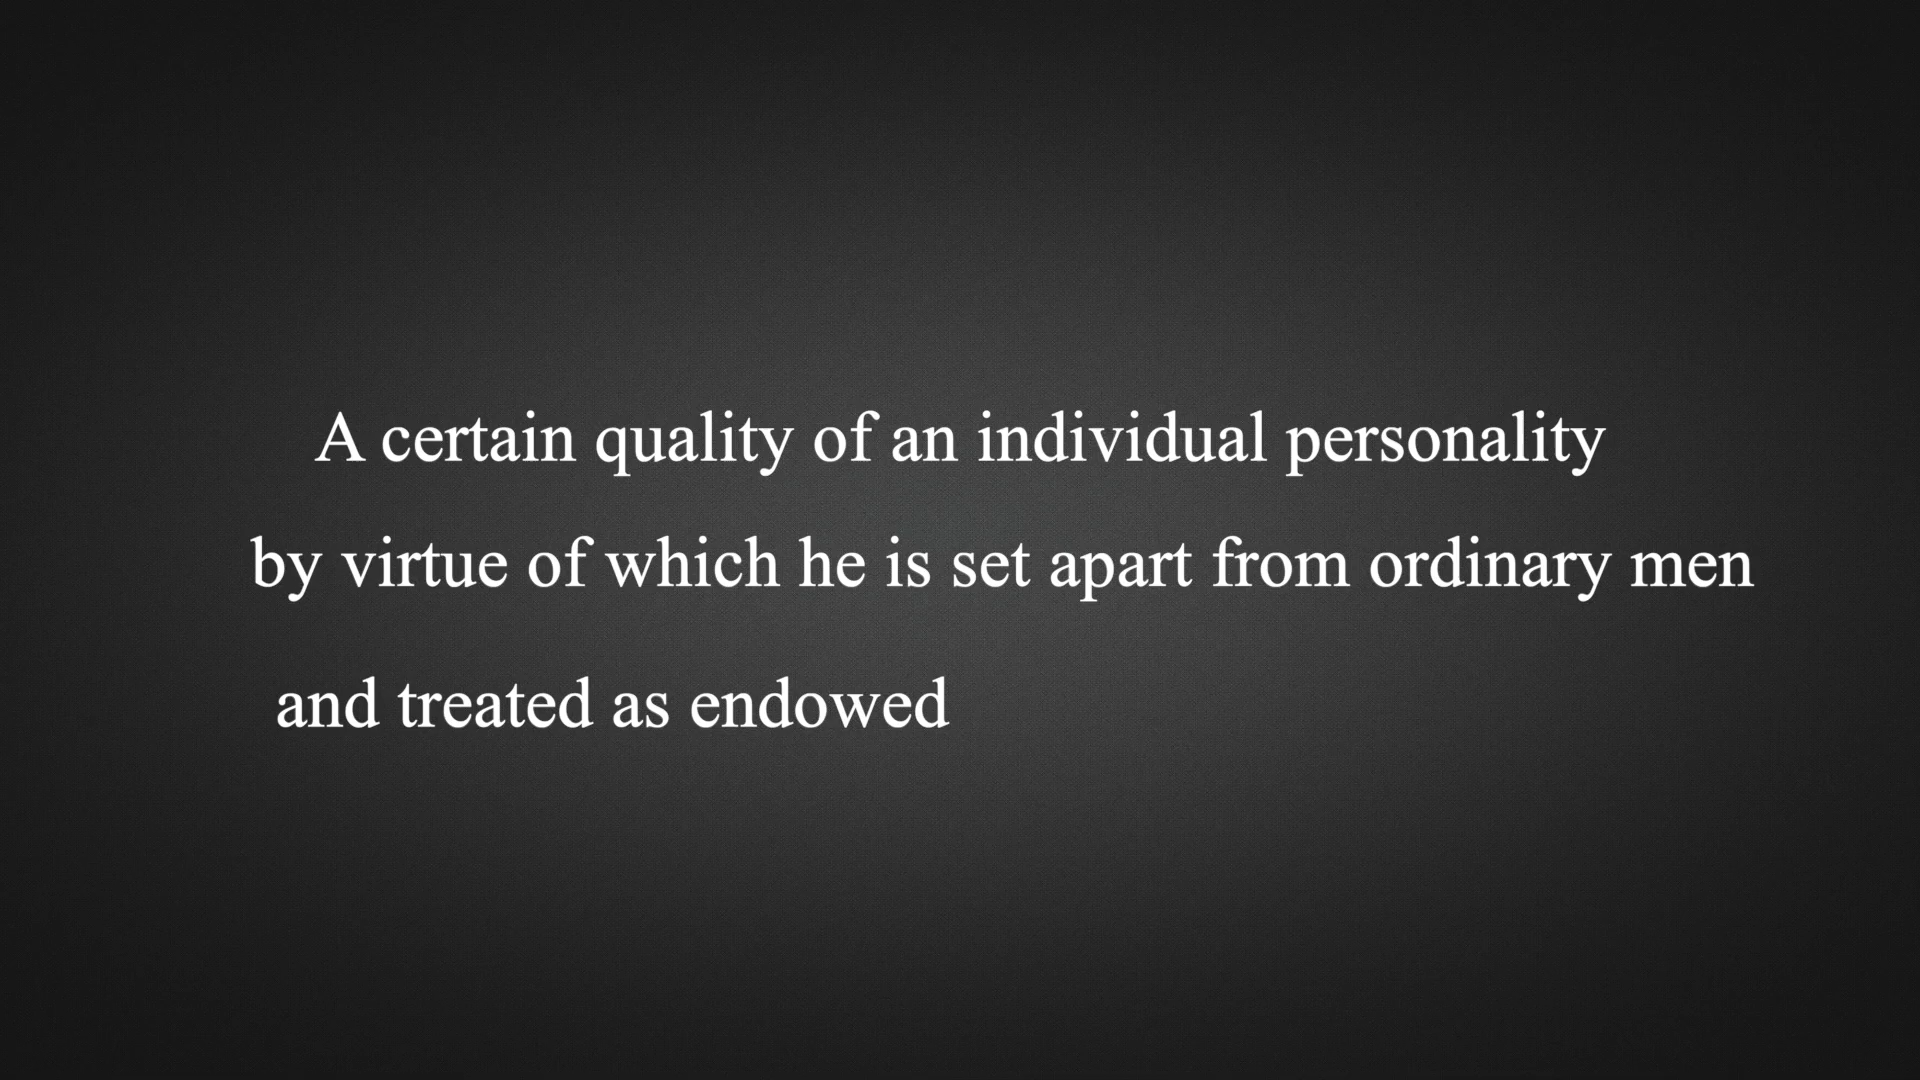 A certain quality of an individual personality
by virtue of which he is set apart from ordinary men
and treated as endowed